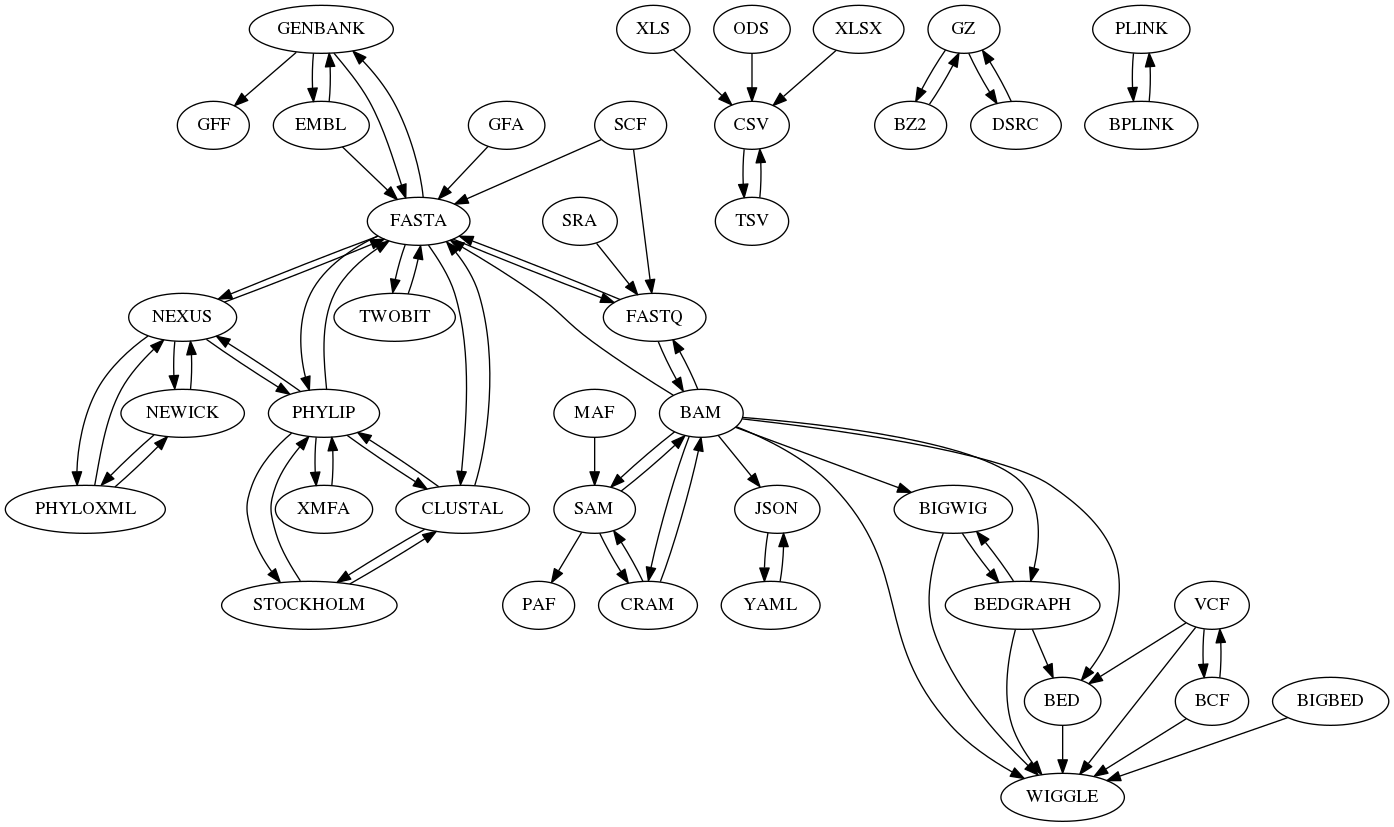 GENBANK
XLS
ODS
XLSX
GZ
PLINK
GFF
EMBL
GFA
SCF
CSV
BZ2
DSRC
BPLINK
FASTA
SRA
TSV
NEXUS
TWOBIT
FASTQ
NEWICK
PHYLIP
MAF
BAM
PHYLOXML
XMFA
CLUSTAL
SAM
JSON
BIGWIG
STOCKHOLM
PAF
CRAM
YAML
BEDGRAPH
VCF
BED
BCF
BIGBED
WIGGLE